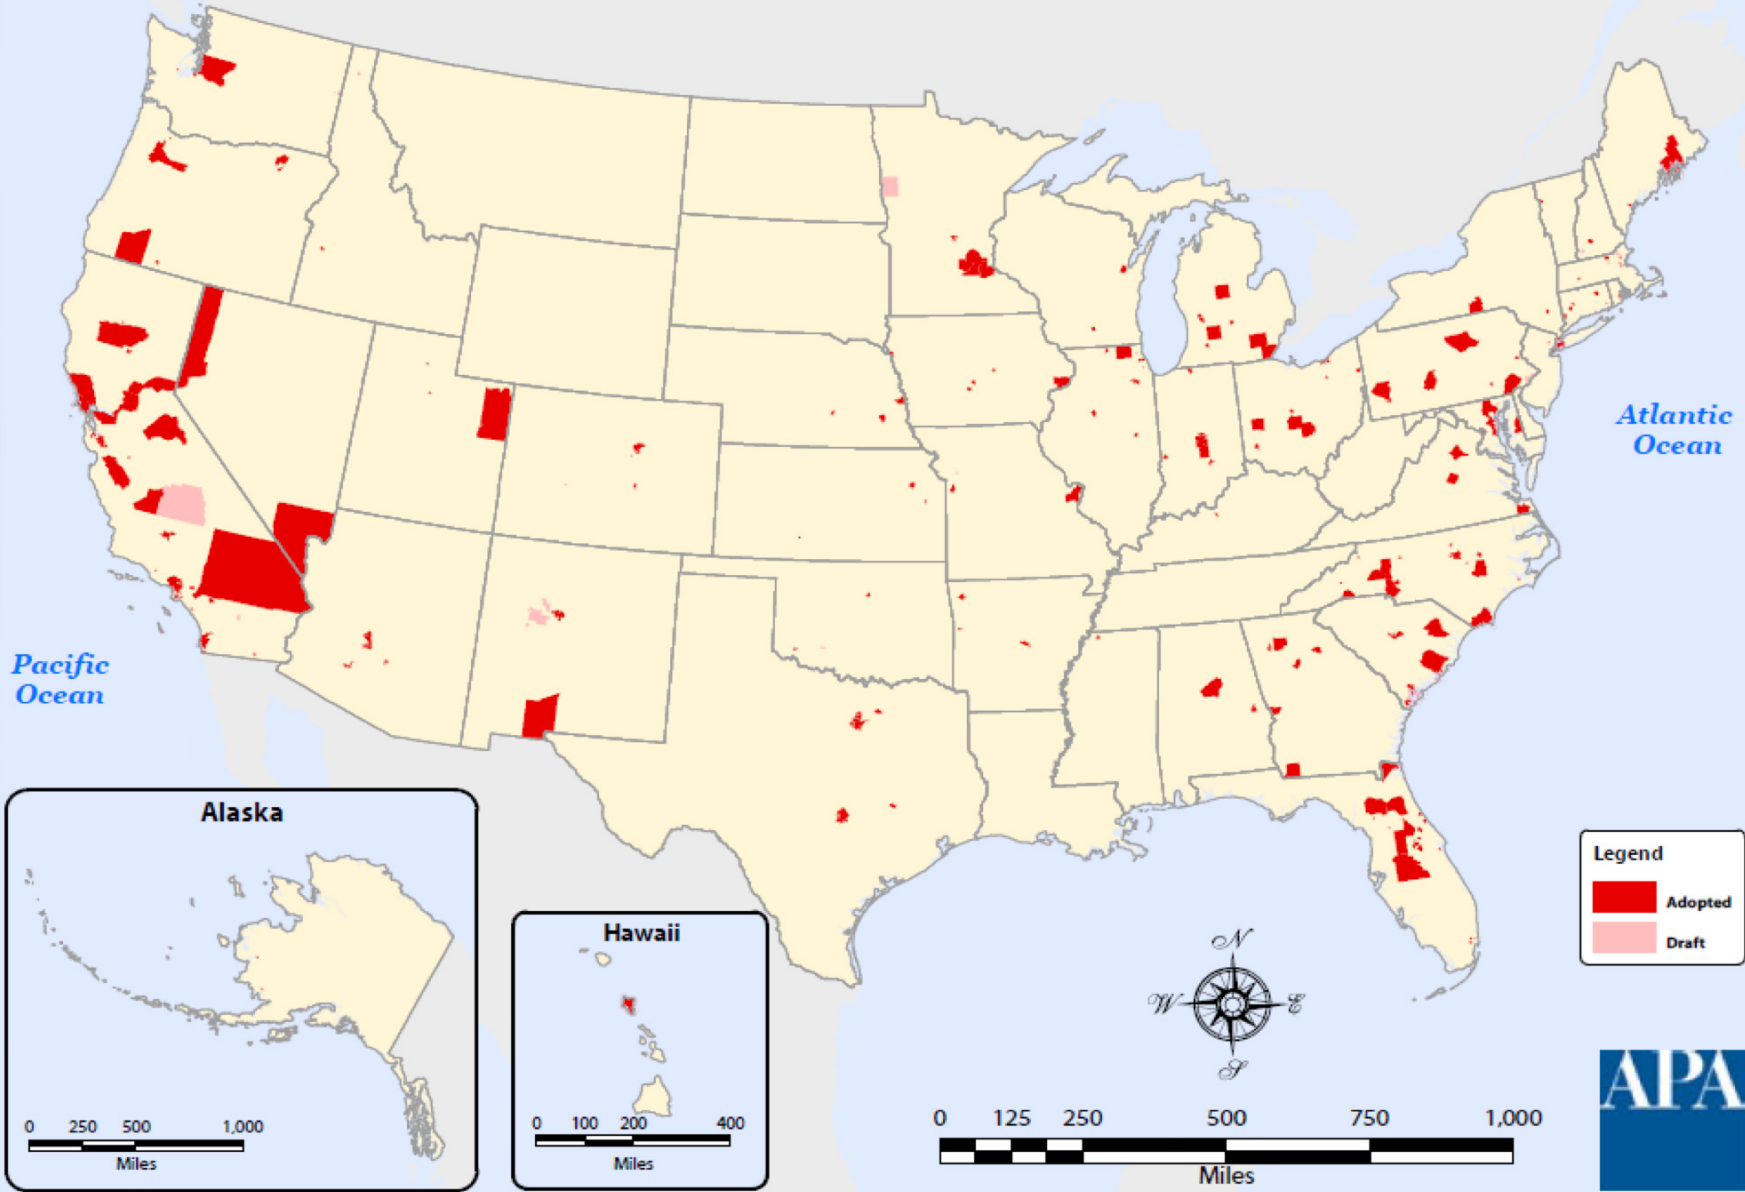 Pacific
Ocean
Atlantic
Ocean
Alaska
0 250 500 1,000
Miles
Hawaii
0 100 200 400
Miles
N
W E
S
Legend
Adopted
Draft
0 125 250 500 750 1,000
Miles
APA